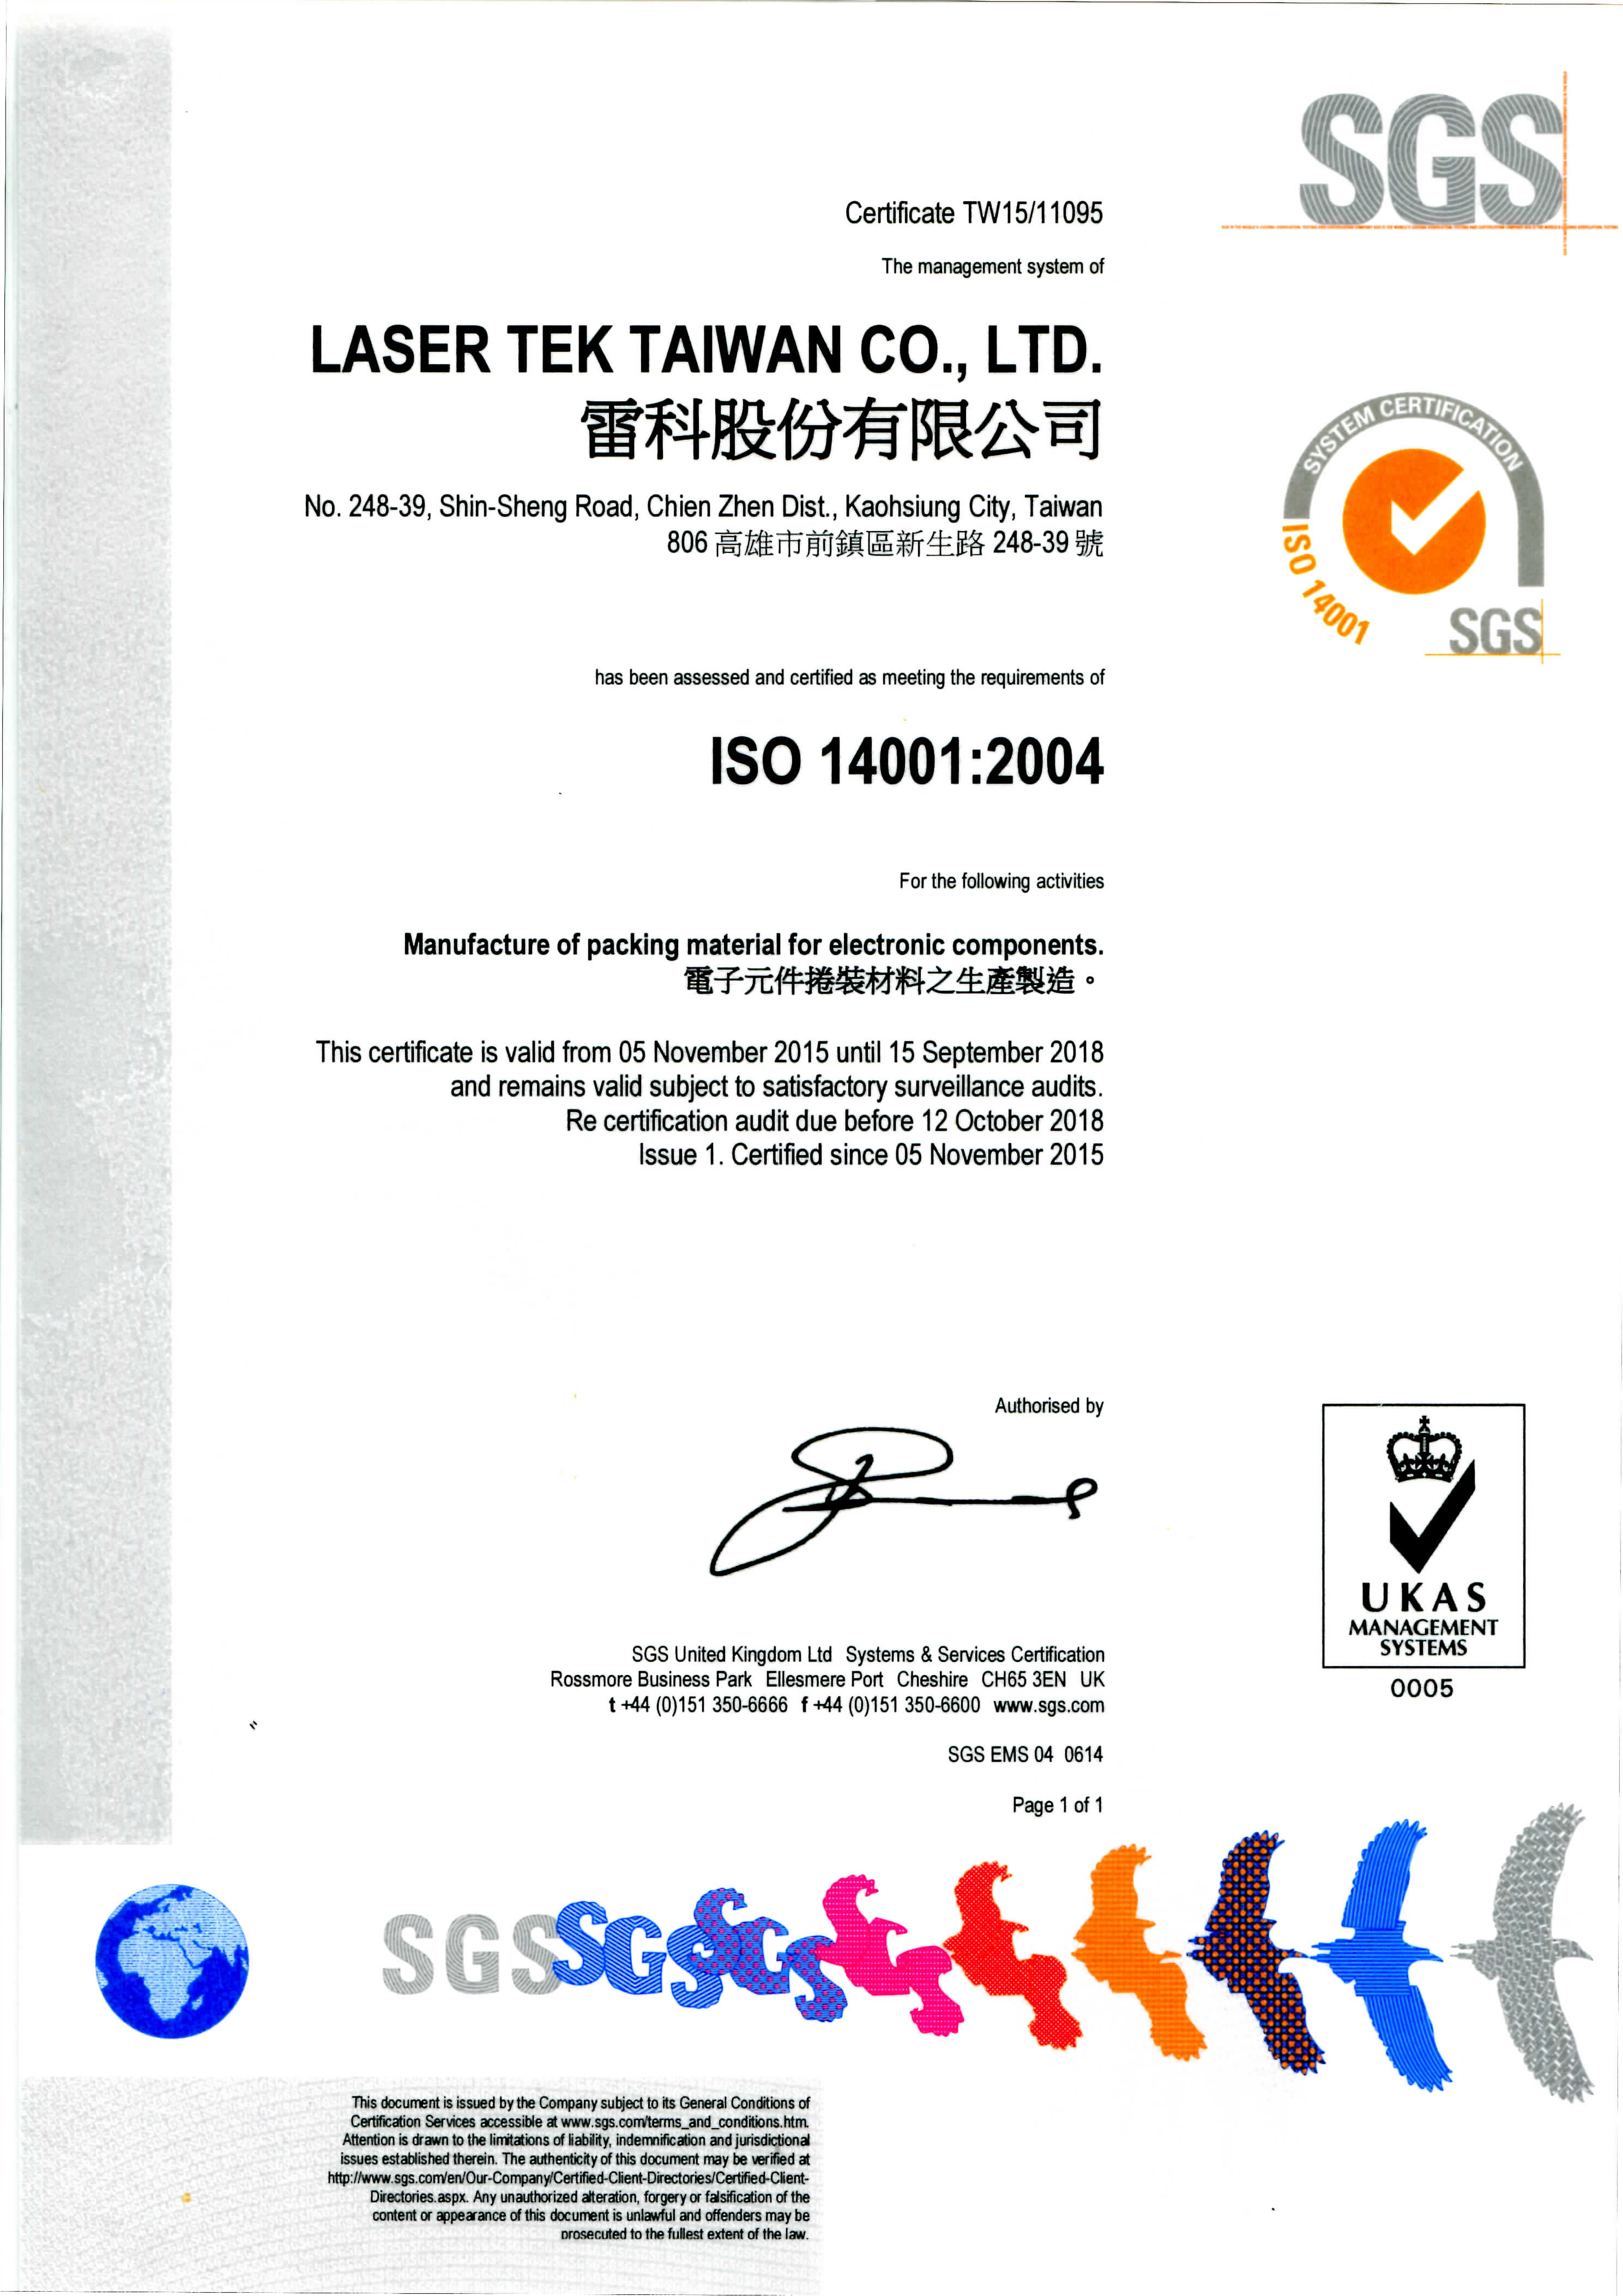 SGS
Certificate TW15/11095
The management system of
LASER TEK TAIWAN CO., LTD.
雷科股份有限公司
No. 248-39, Shin-Sheng Road, Chien Zhen Dist., Kaohsiung City, Taiwan
806 高雄市前鎮區新生路 248-39 號
SYSTEM CERTIFICATION
ISO 14001
SGS
has been assessed and certified as meeting the requirements of
ISO 14001:2004
For the following activities
Manufacture of packing material for electronic components.
電子元件捲裝材料之生產製造。
This certificate is valid from 05 November 2015 until 15 September 2018
and remains valid subject to satisfactory surveillance audits.
Re certification audit due before 12 October 2018
Issue 1. Certified since 05 November 2015
Authorised by
UKAS
MANAGEMENT
SYSTEMS
0005
SGS United Kingdom Ltd Systems & Services Certification
Rossmore Business Park Ellesmere Port Cheshire CH65 3EN UK
t +44 (0)151 350-6666 f +44 (0)151 350-6600 www.sgs.com
SGS EMS 04 0614
Page 1 of 1
SGS SGS SGS
This document is issued by the Company subject to its General Conditions of
Certification Services accessible at www.sgs.com/terms_and_conditions.htm.
Attention is drawn to the limitations of liability, indemnification and jurisdictional
issues established therein. The authenticity of this document may be verified at
http://www.sgs.com/en/Our-Company/Certified-Client-Directories/Certified-Client-
Directories.aspx. Any unauthorized alteration, forgery or falsification of the
content or appearance of this document is unlawful and offenders may be
prosecuted to the fullest extent of the law.